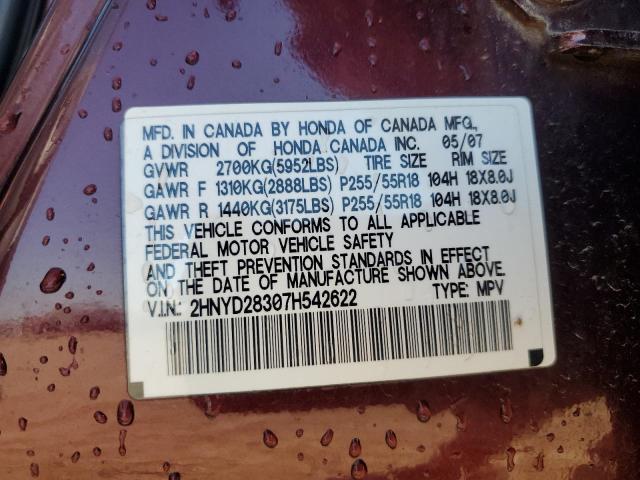 MFD. IN CANADA BY HONDA OF CANADA MFG.,
A DIVISION OF HONDA CANADA INC. 05/07
GVWR 2700KG(5952LBS) TIRE SIZE RIM SIZE
GAWR F 1310KG(2888LBS) P255/55R18 104H 18X8.0J
GAWR R 1440KG(3175LBS) P255/55R18 104H 18X8.0J
THIS VEHICLE CONFORMS TO ALL APPLICABLE
FEDERAL MOTOR VEHICLE SAFETY
AND THEFT PREVENTION STANDARDS IN EFFECT
ON THE DATE OF MANUFACTURE SHOWN ABOVE.
V.I.N.: 2HNYD28307H542622 TYPE: MPV